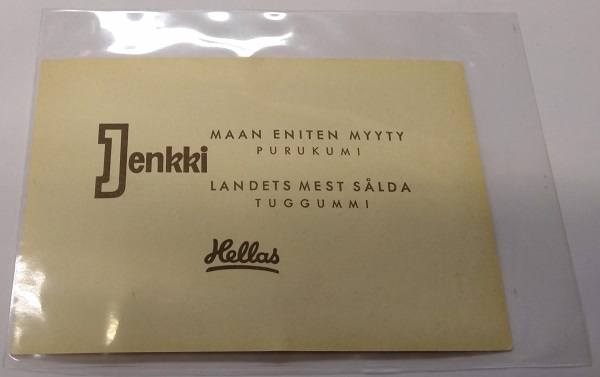 Jenkki
MAAN ENITEN MYYTY
PURUKUMI
LANDETS MEST SÅLDA
TUGGUMMI
Hellas